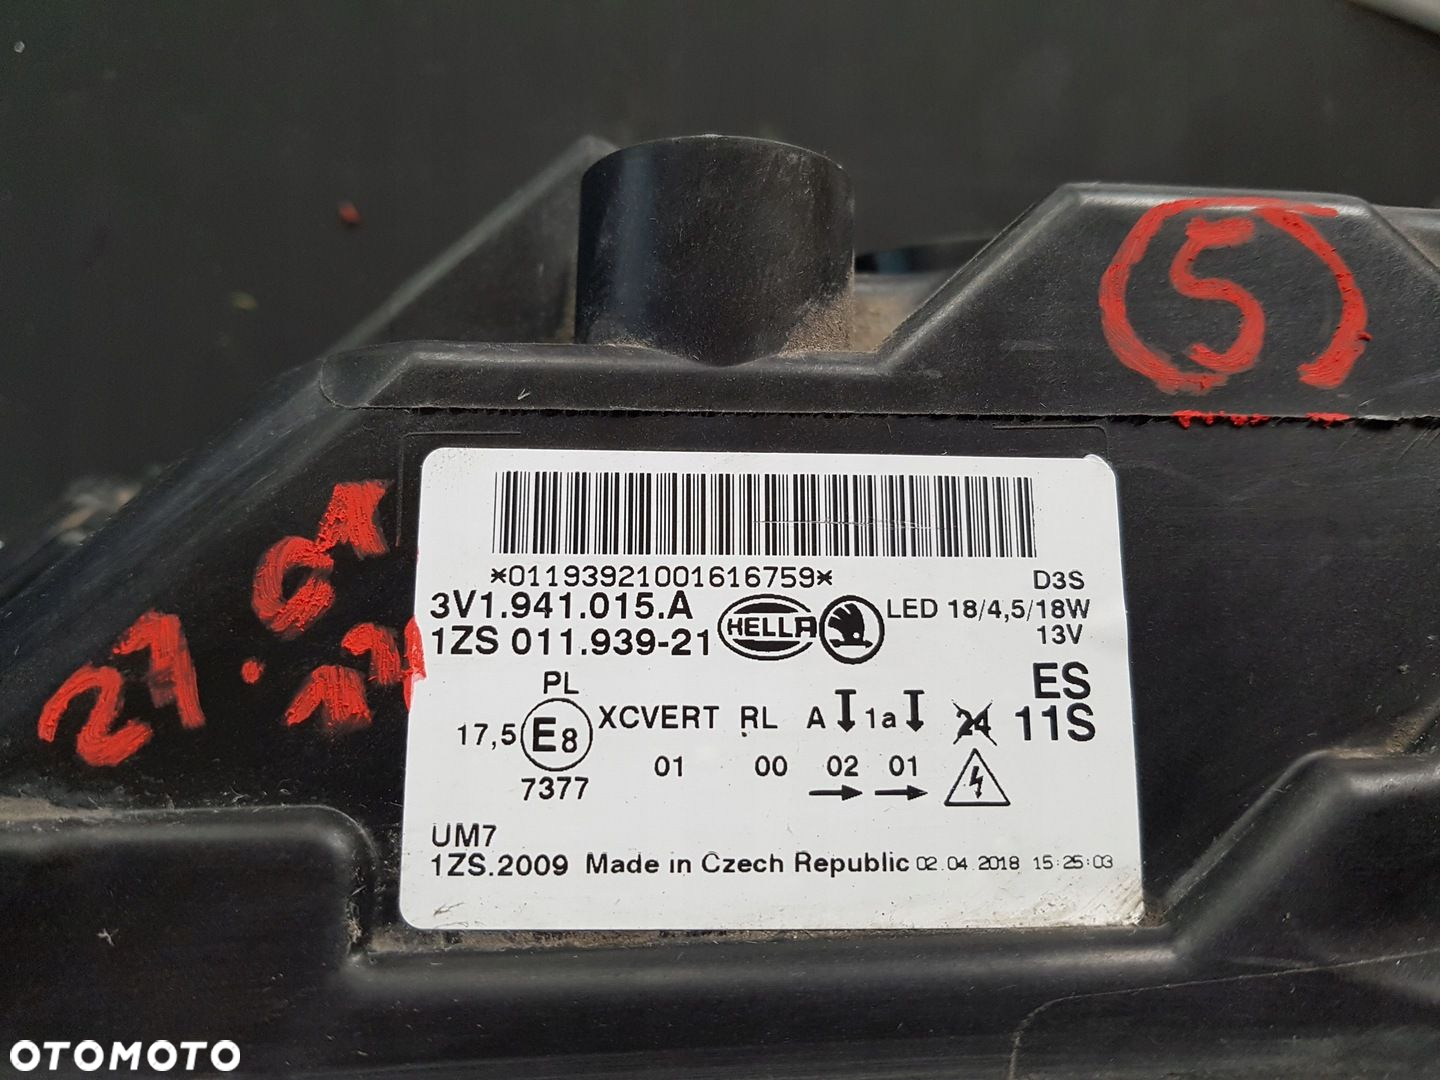 5
27.01
*01193921001616759*
D3S
3V1.941.015.A
HELLA
LED 18/4,5/18W
1ZS 011.939-21
13V
PL
ES
17,5 E8 XCVERT RL A 1a 24 11S
01 00 02 01
7377
UM7
1ZS.2009 Made in Czech Republic 02.04.2018 15:25:03
OTOMOTO